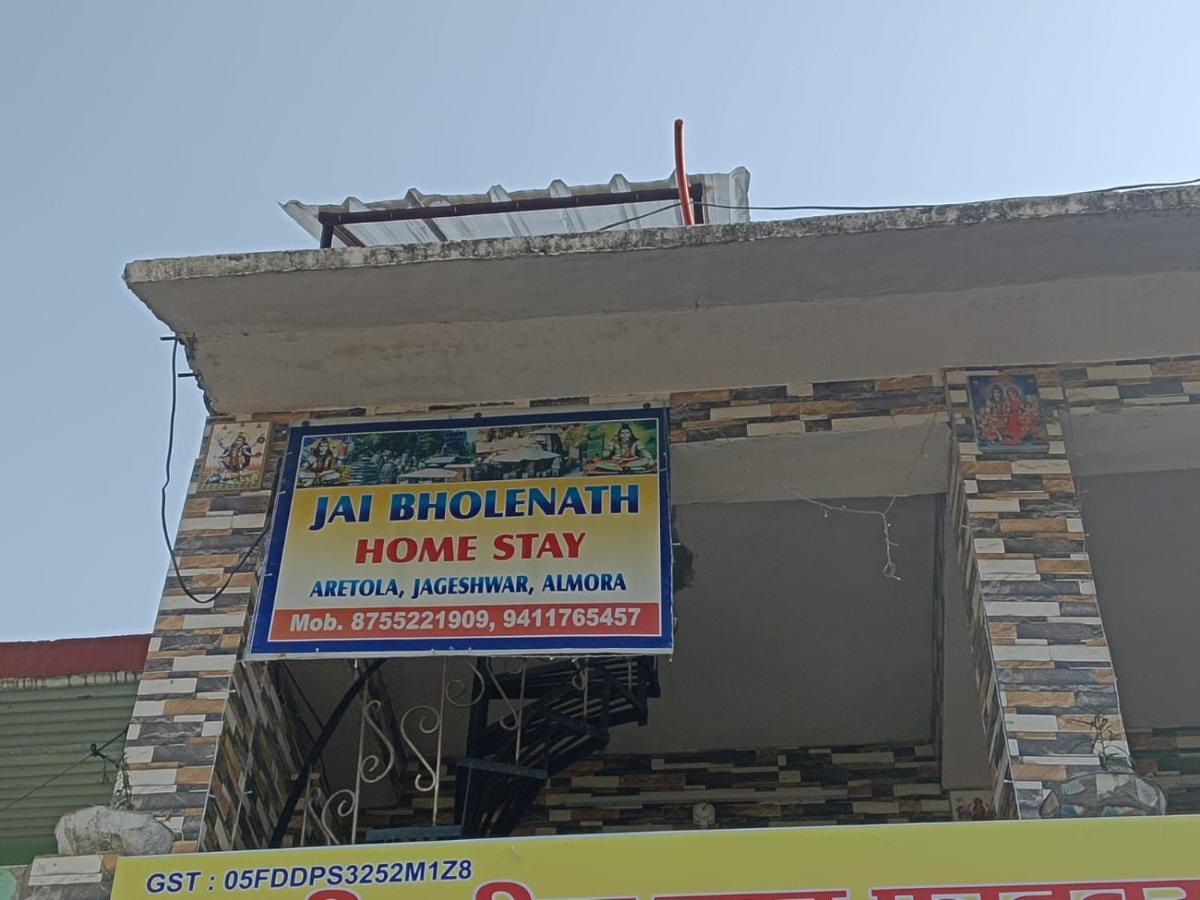 JAI BHOLENATH
HOME STAY
ARETOLA, JAGESHWAR, ALMORA
Mob. 8755221909, 9411765457
GST : 05FDDPS3252M1Z8